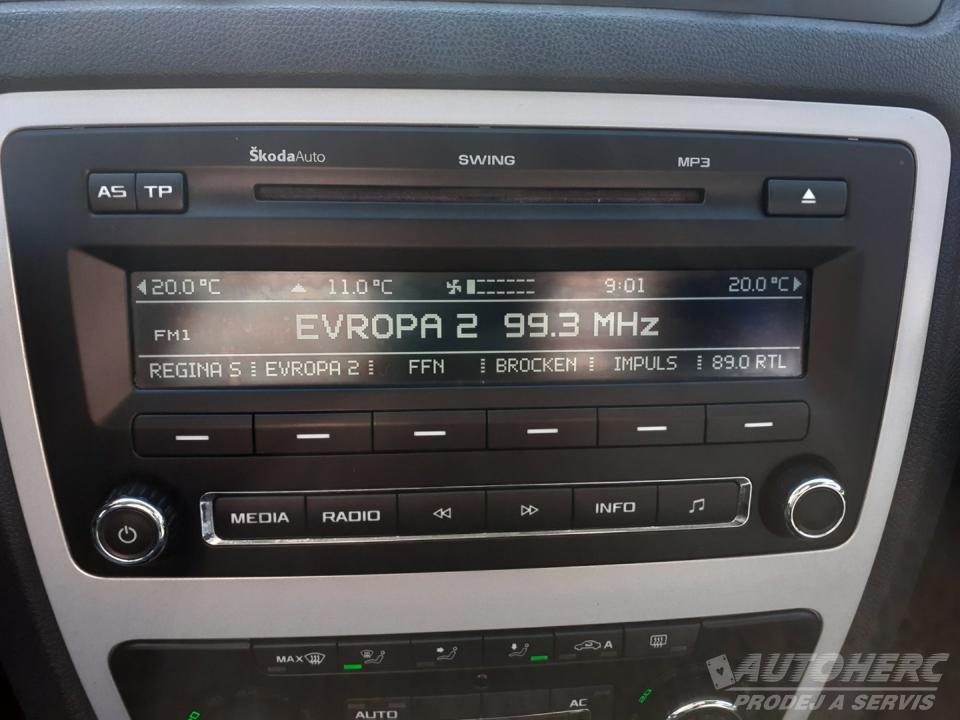 ŠkodaAuto SWING MP3
AS TP
20.0°C 11.0°C 9:01 20.0°C
FM1 EVROPA 2 99.3 MHz
REGINA S EVROPA 2 FFN BROCKEN IMPULS 89.0 RTL
MEDIA RADIO INFO
MAX A
AUTO AC
AUTOHERC
PRODEJ A SERVIS